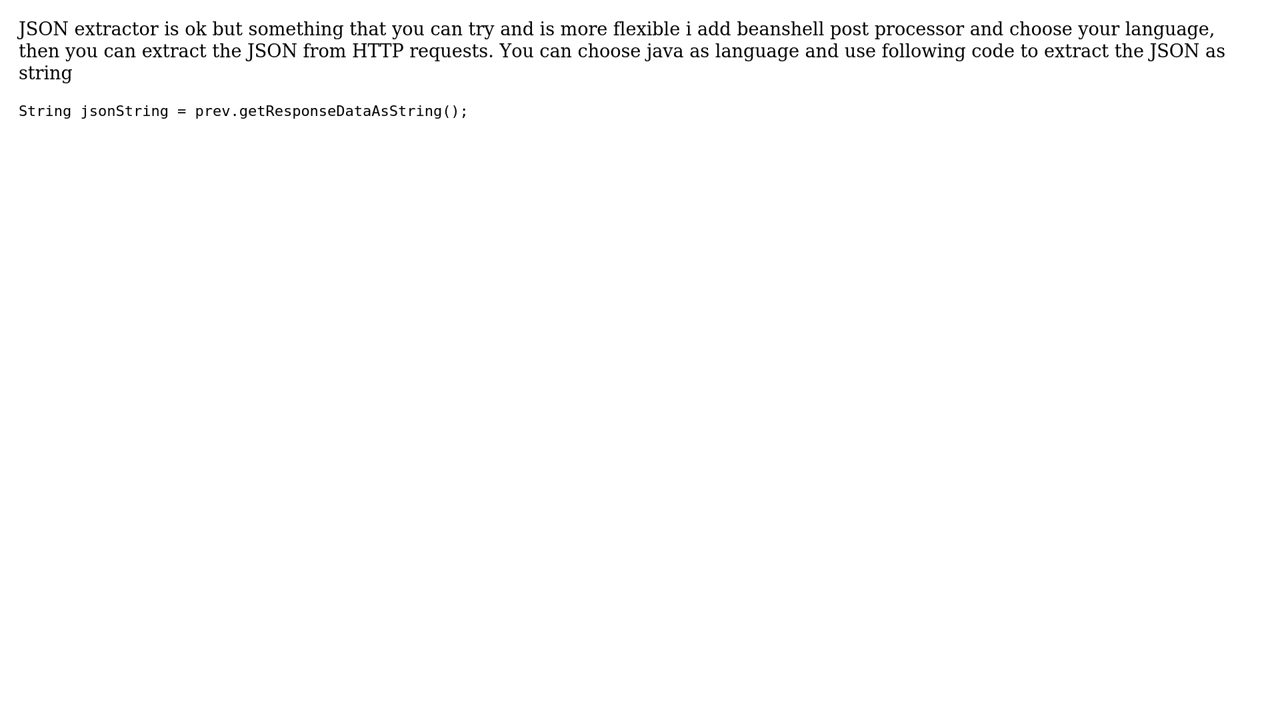 JSON extractor is ok but something that you can try and is more flexible i add beanshell post processor and choose your language,
then you can extract the JSON from HTTP requests. You can choose java as language and use following code to extract the JSON as
string
String jsonString = prev.getResponseDataAsString();